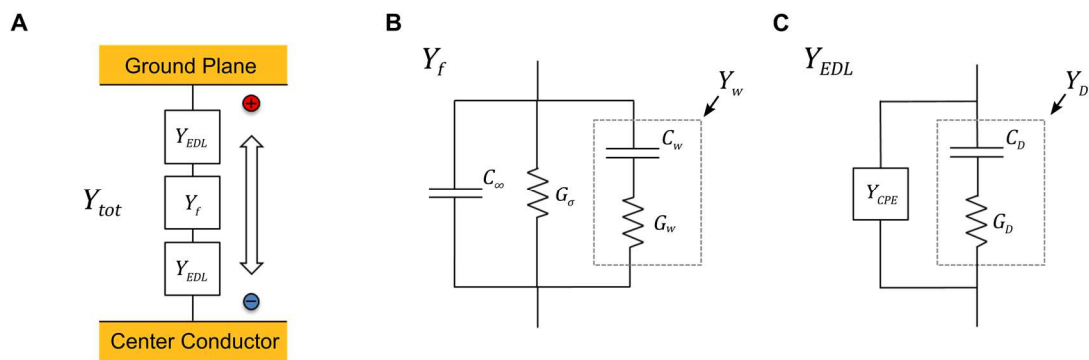 A
Ground Plane
+
Y_EDL
Y_tot
Y_f
Y_EDL
−
Center Conductor
B
Y_f
Y_w
C_∞
G_σ
C_w
G_w
C
Y_EDL
Y_D
Y_CPE
C_D
G_D